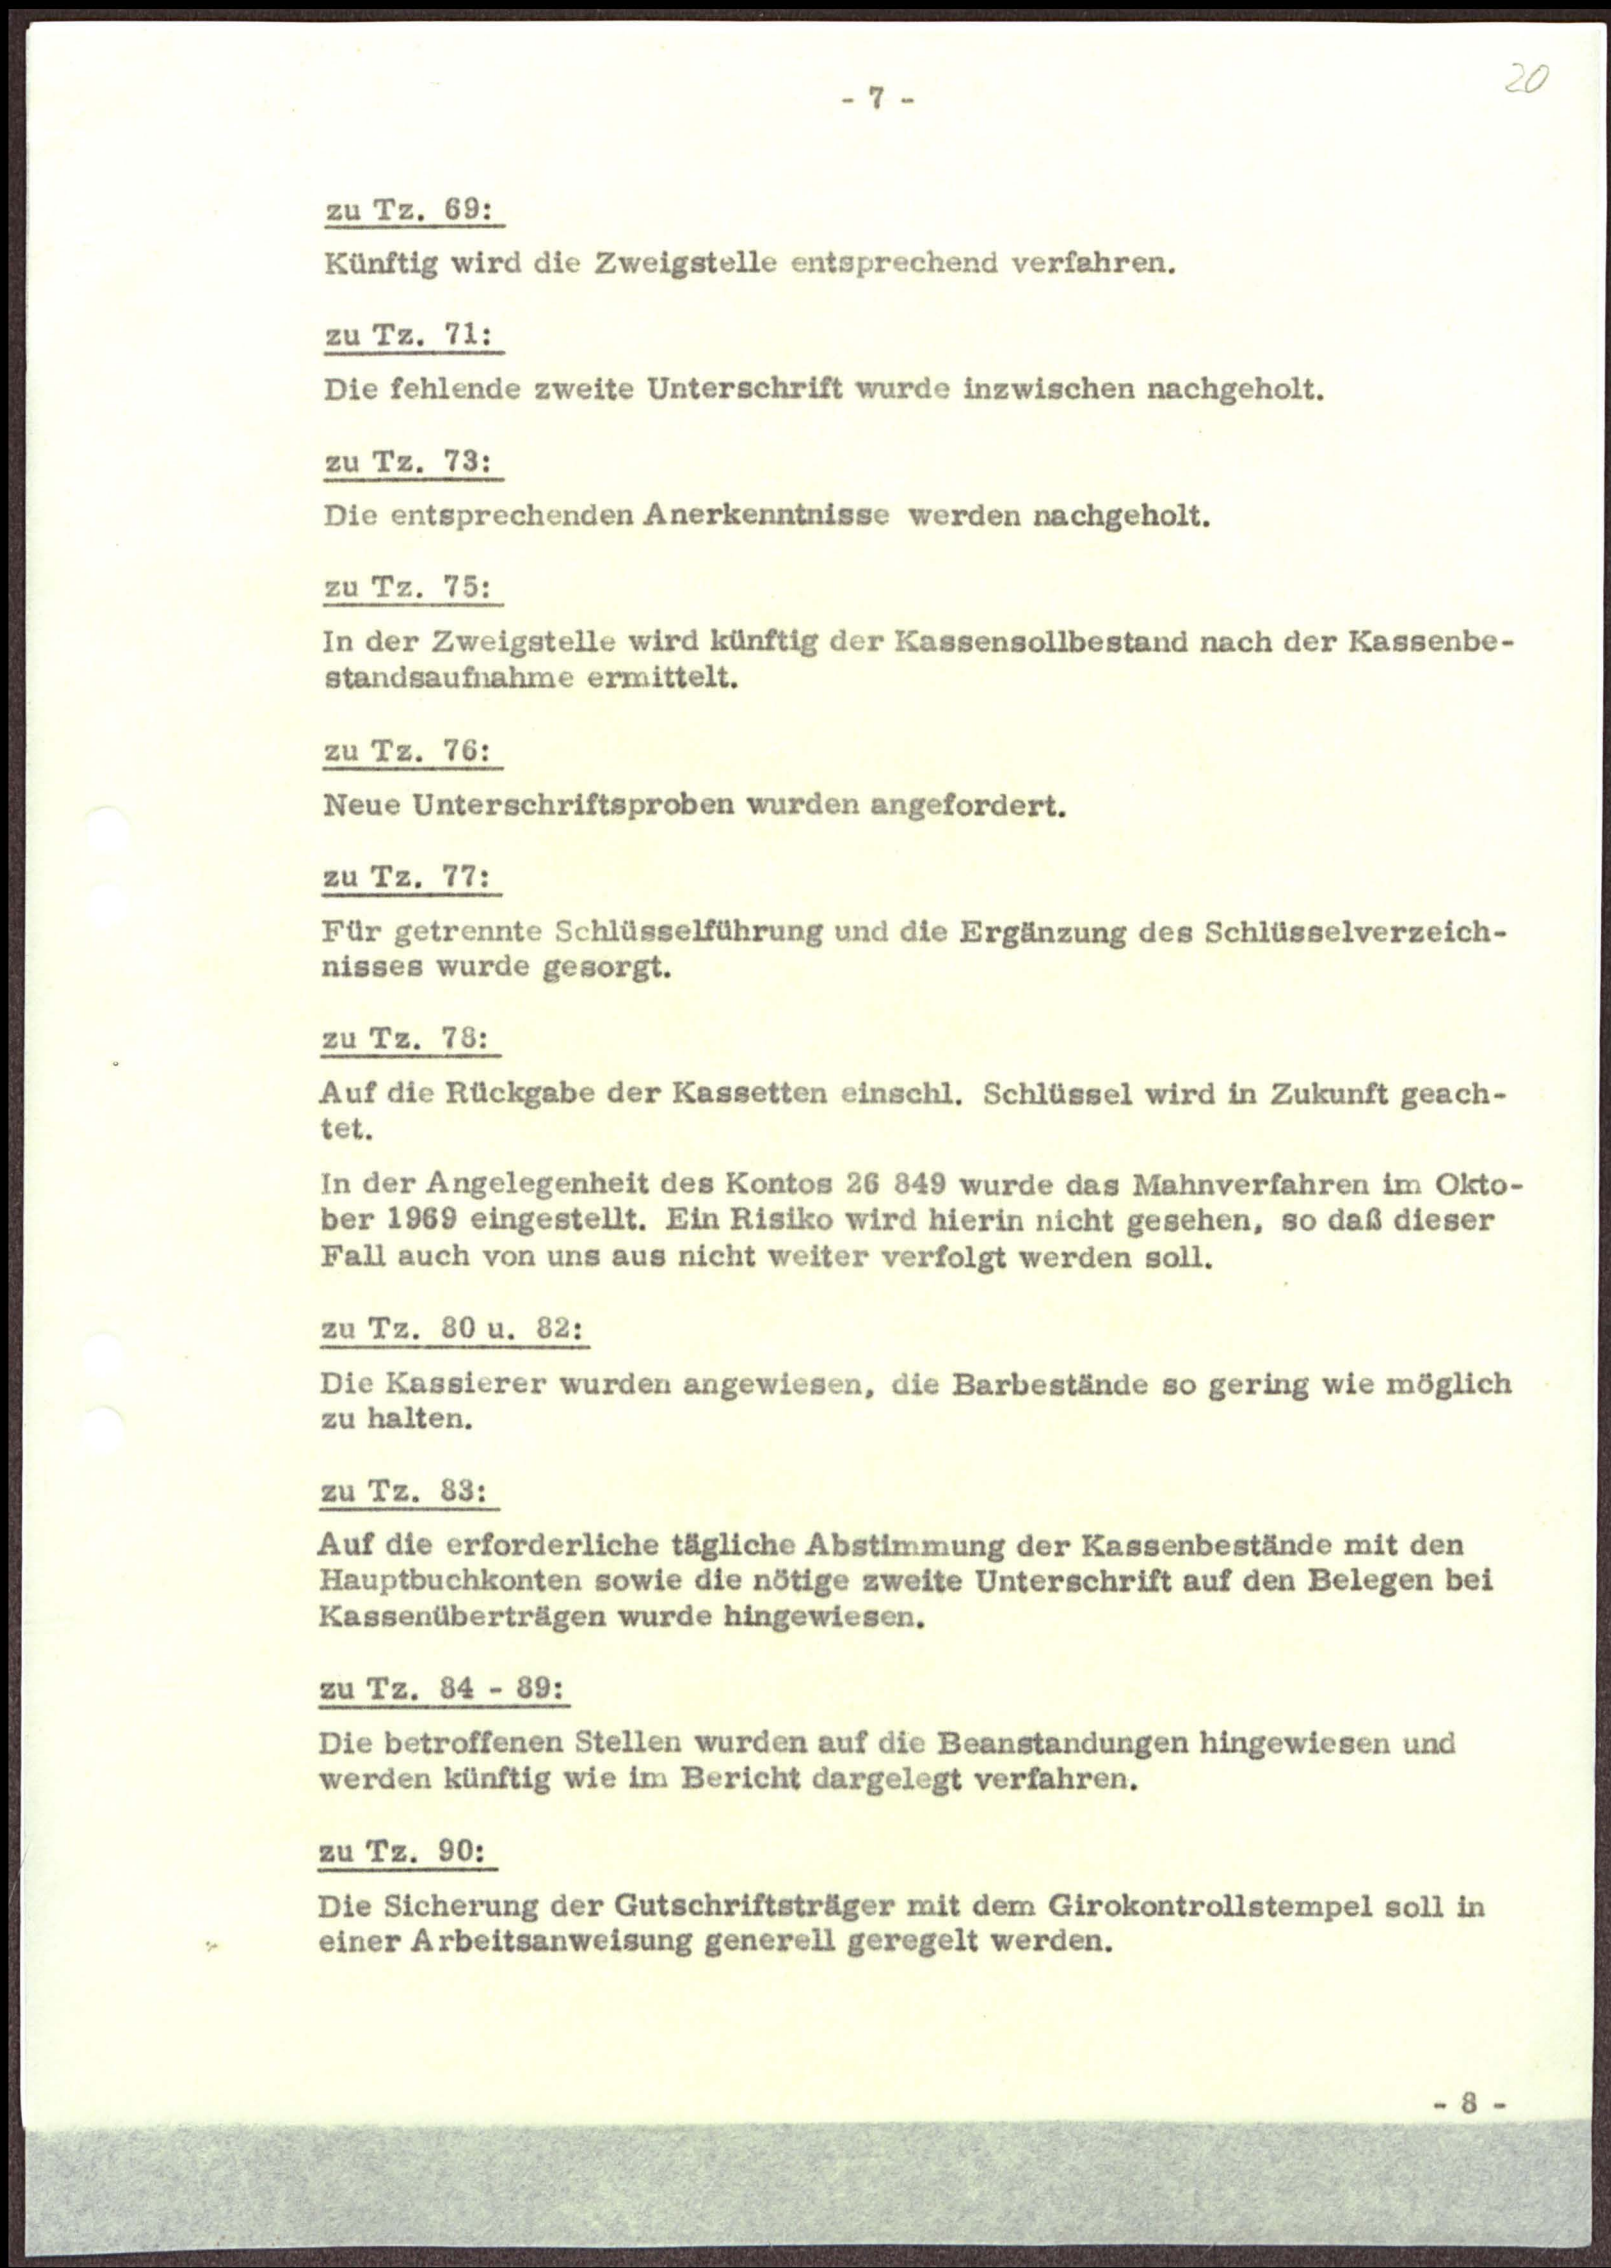 20
- 7 -
zu Tz. 69:
Künftig wird die Zweigstelle entsprechend verfahren.
zu Tz. 71:
Die fehlende zweite Unterschrift wurde inzwischen nachgeholt.
zu Tz. 73:
Die entsprechenden Anerkenntnisse werden nachgeholt.
zu Tz. 75:
In der Zweigstelle wird künftig der Kassensollbestand nach der Kassenbe-
standsaufnahme ermittelt.
zu Tz. 76:
Neue Unterschriftsproben wurden angefordert.
zu Tz. 77:
Für getrennte Schlüsselführung und die Ergänzung des Schlüsselverzeich-
nisses wurde gesorgt.
zu Tz. 78:
Auf die Rückgabe der Kassetten einschl. Schlüssel wird in Zukunft geach-
tet.
In der Angelegenheit des Kontos 26 849 wurde das Mahnverfahren im Okto-
ber 1969 eingestellt. Ein Risiko wird hierin nicht gesehen, so daß dieser
Fall auch von uns aus nicht weiter verfolgt werden soll.
zu Tz. 80 u. 82:
Die Kassierer wurden angewiesen, die Barbestände so gering wie möglich
zu halten.
zu Tz. 83:
Auf die erforderliche tägliche Abstimmung der Kassenbestände mit den
Hauptbuchkonten sowie die nötige zweite Unterschrift auf den Belegen bei
Kassenüberträgen wurde hingewiesen.
zu Tz. 84 - 89:
Die betroffenen Stellen wurden auf die Beanstandungen hingewiesen und
werden künftig wie im Bericht dargelegt verfahren.
zu Tz. 90:
Die Sicherung der Gutschriftsträger mit dem Girokontrollstempel soll in
einer Arbeitsanweisung generell geregelt werden.
- 8 -